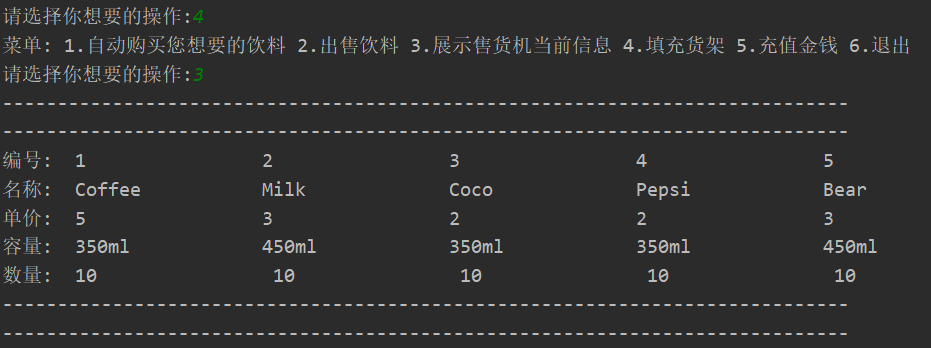 请选择你想要的操作:4
菜单: 1.自动购买您想要的饮料 2.出售饮料 3.展示售货机当前信息 4.填充货架 5.充值金钱 6.退出
请选择你想要的操作:3
-----------------------------------------------------------------------------
-----------------------------------------------------------------------------
编号: 1 2 3 4 5
名称: Coffee Milk Coco Pepsi Bear
单价: 5 3 2 2 3
容量: 350ml 450ml 350ml 350ml 450ml
数量: 10 10 10 10 10
-----------------------------------------------------------------------------
-----------------------------------------------------------------------------